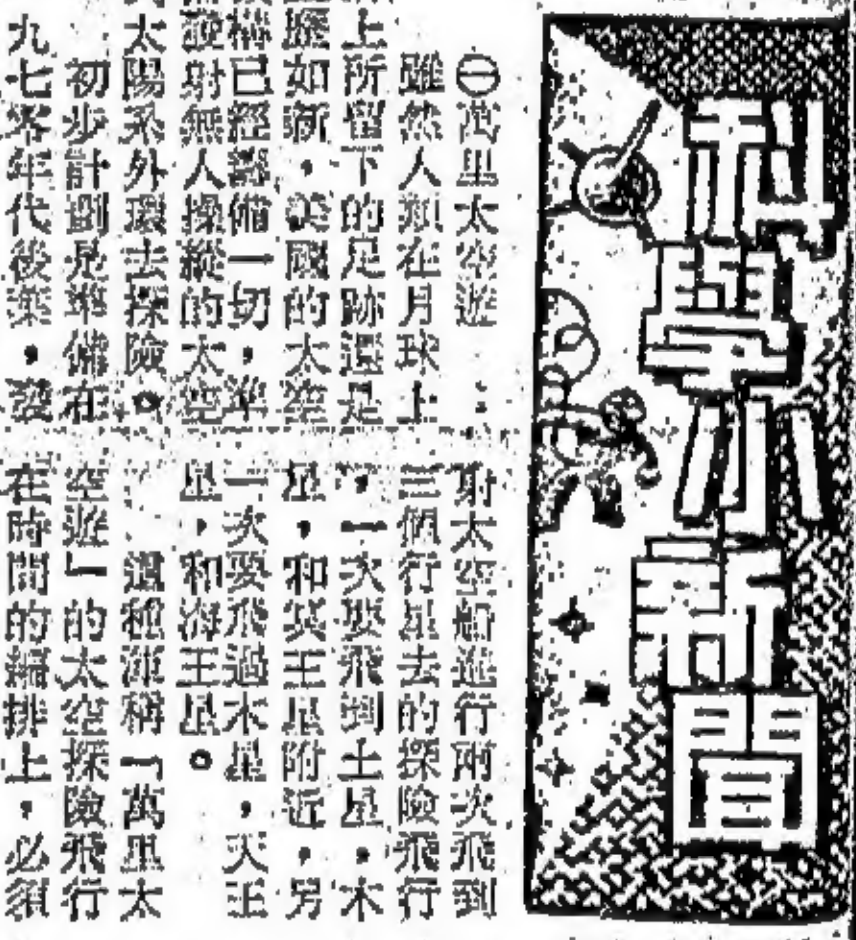 科學小新聞
㊀萬里太空遊：
雖然人類在月球上
上所留下的足跡還是
歷如新，美國的太空
構已經籌備一切，準
發射無人操縱的太空
太陽系外環去探險。
初步計劃是準備在
九七零年代後葉，發
射太空船進行兩次飛到
三個行星去的探險飛行
，一次要飛到土星，木
星，和冥王星附近，另
一次要飛過木星，天王
星，和海王星。
這種渾稱「萬里太
空遊」的太空探險飛行
在時間的編排上，必須